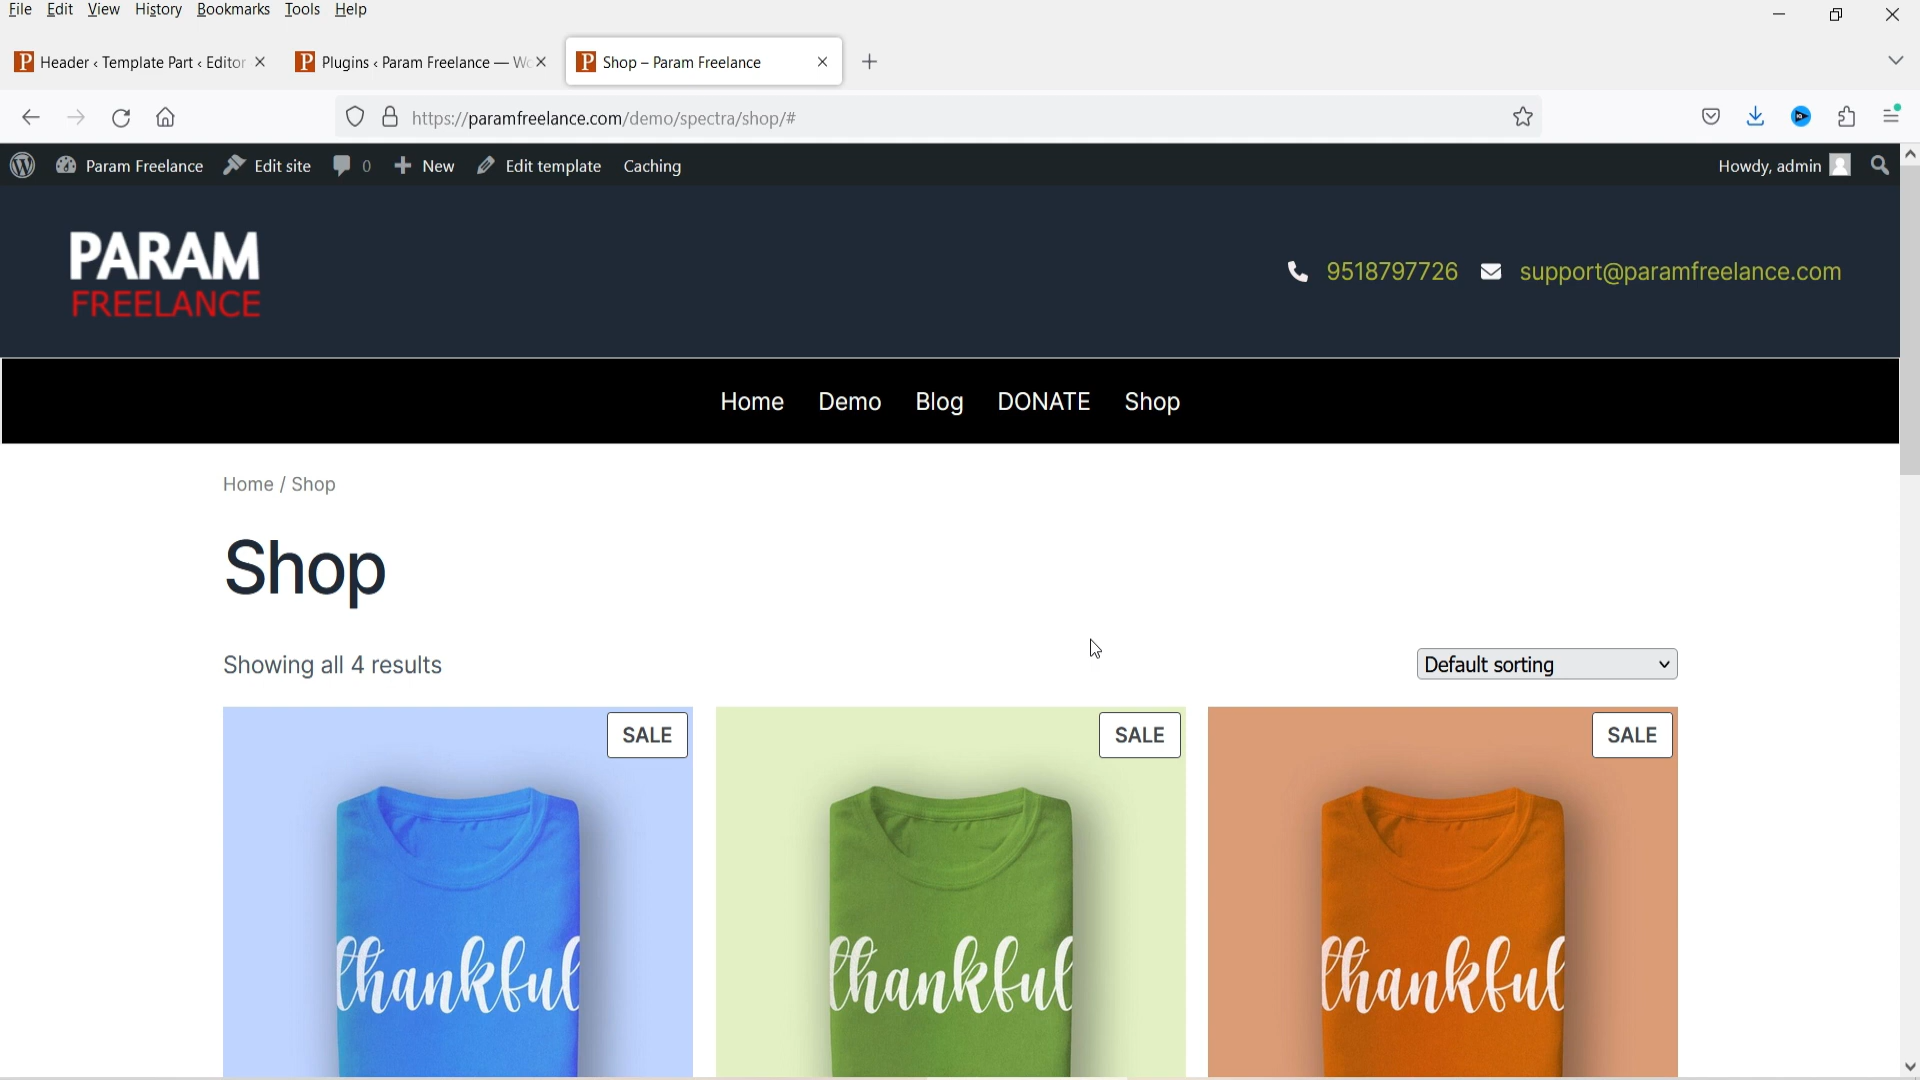 File Edit View History Bookmarks Tools Help
Header ‹ Template Part ‹ Editor
Plugins ‹ Param Freelance — Wo
Shop – Param Freelance
https://paramfreelance.com/demo/spectra/shop/#
Param Freelance Edit site 0 New Edit template Caching Howdy, admin
PARAM
FREELANCE
9518797726 support@paramfreelance.com
Home Demo Blog DONATE Shop
Home / Shop
Shop
Showing all 4 results
Default sorting
SALE SALE SALE
thankful thankful thankful